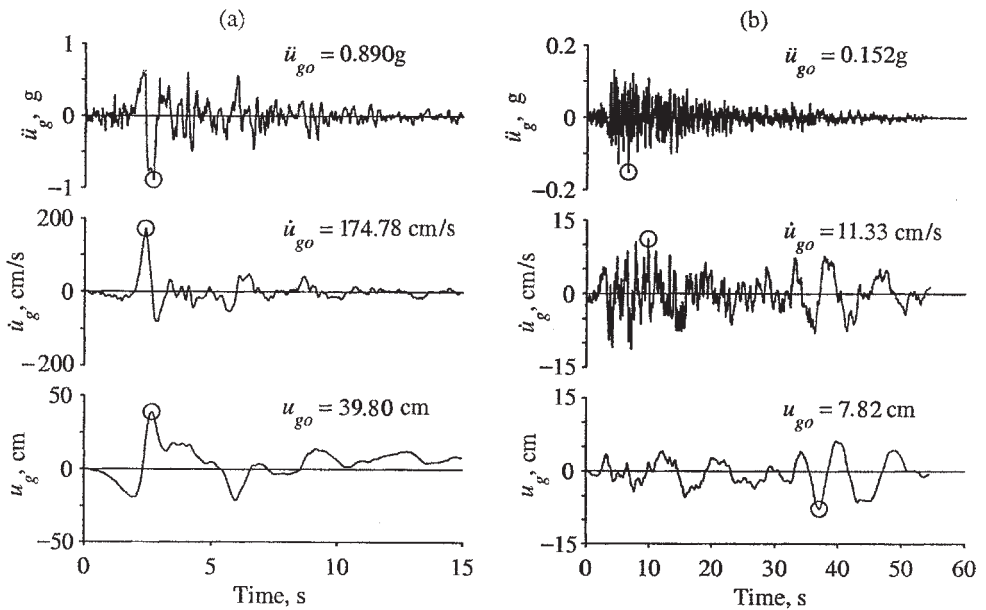 (a)
(b)
1
0
−1
ü_g, g
ü_go = 0.890g
0.2
0
−0.2
ü_g, g
ü_go = 0.152g
200
0
−200
u̇_g, cm/s
u̇_go = 174.78 cm/s
15
0
−15
u̇_g, cm/s
u̇_go = 11.33 cm/s
50
0
−50
u_g, cm
u_go = 39.80 cm
15
0
−15
u_g, cm
u_go = 7.82 cm
0 5 10 15
Time, s
0 10 20 30 40 50 60
Time, s